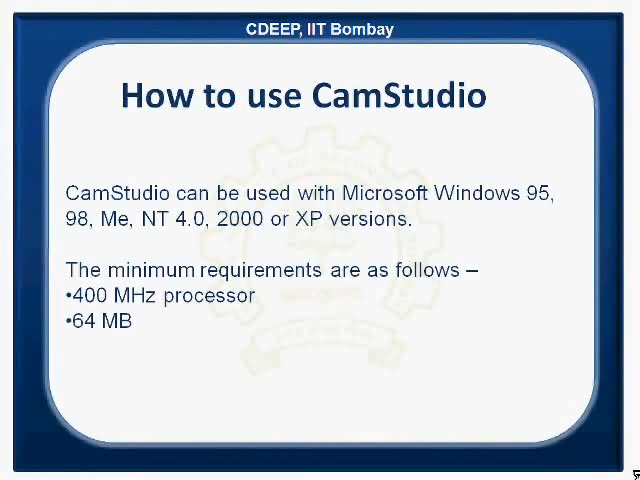 CDEEP, IIT Bombay
How to use CamStudio
CamStudio can be used with Microsoft Windows 95,
98, Me, NT 4.0, 2000 or XP versions.
The minimum requirements are as follows –
•400 MHz processor
•64 MB